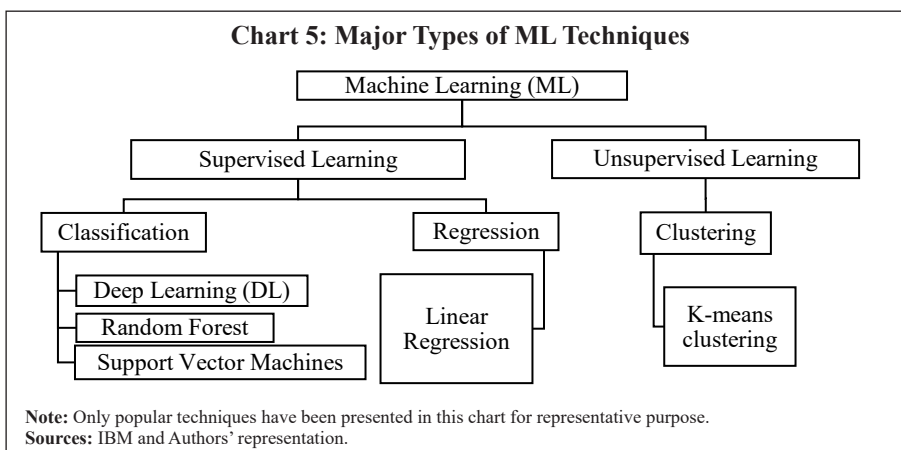 Chart 5: Major Types of ML Techniques
Machine Learning (ML)
Supervised Learning
Unsupervised Learning
Classification
Regression
Clustering
Deep Learning (DL)
Random Forest
Support Vector Machines
Linear
Regression
K-means
clustering
Note: Only popular techniques have been presented in this chart for representative purpose.
Sources: IBM and Authors’ representation.